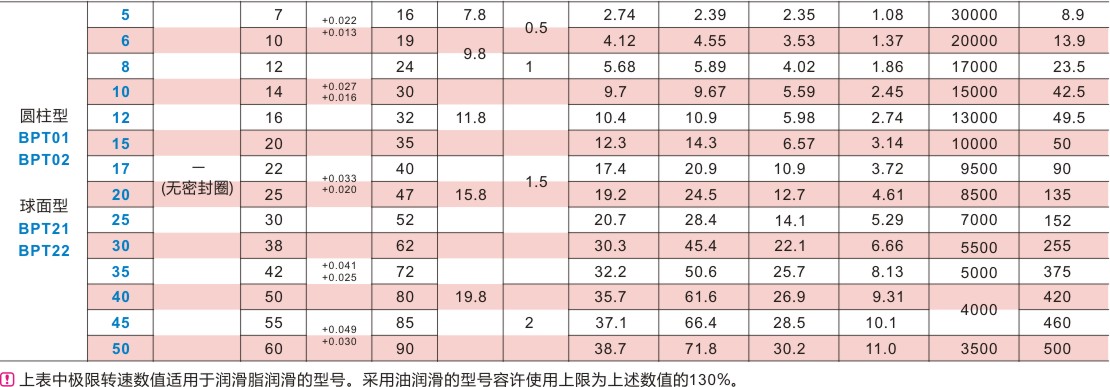 5 7 +0.022 +0.013 16 7.8 0.5 2.74 2.39 2.35 1.08 30000 8.9
6 10 19 9.8 4.12 4.55 3.53 1.37 20000 13.9
8 12 24 1 5.68 5.89 4.02 1.86 17000 23.5
10 14 +0.027 +0.016 30 9.7 9.67 5.59 2.45 15000 42.5
圆柱型 12 16 32 11.8 10.4 10.9 5.98 2.74 13000 49.5
BPT01 15 20 35 12.3 14.3 6.57 3.14 10000 50
BPT02
17 — 22 +0.033 +0.020 40 1.5 17.4 20.9 10.9 3.72 9500 90
20 (无密封圈) 25 47 15.8 19.2 24.5 12.7 4.61 8500 135
球面型 25 30 52 20.7 28.4 14.1 5.29 7000 152
BPT21
BPT22 30 38 62 30.3 45.4 22.1 6.66 5500 255
35 42 +0.041 +0.025 72 32.2 50.6 25.7 8.13 5000 375
40 50 80 19.8 35.7 61.6 26.9 9.31 4000 420
45 55 +0.049 +0.030 85 2 37.1 66.4 28.5 10.1 460
50 60 90 38.7 71.8 30.2 11.0 3500 500
上表中极限转速数值适用于润滑脂润滑的型号。采用油润滑的型号容许使用上限为上述数值的130%。